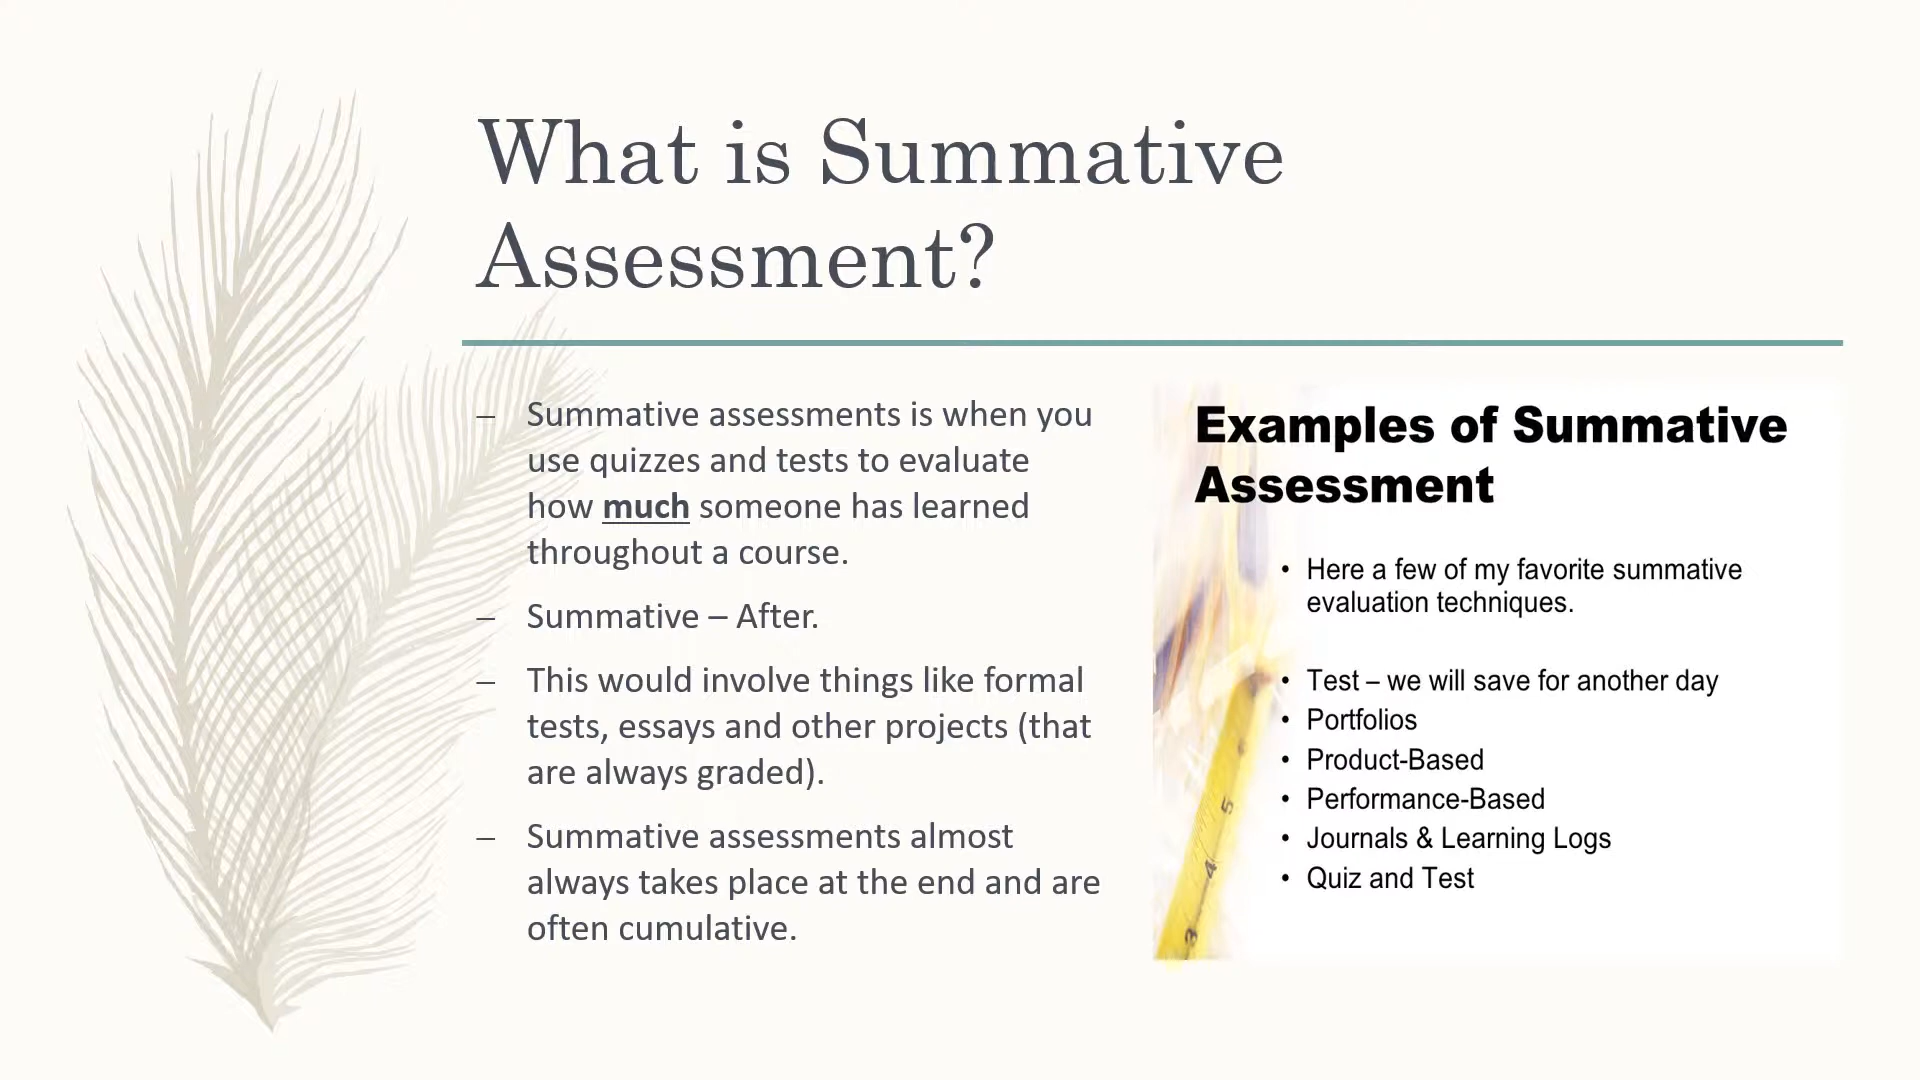 What is Summative
Assessment?
– Summative assessments is when you
use quizzes and tests to evaluate
how much someone has learned
throughout a course.
– Summative – After.
– This would involve things like formal
tests, essays and other projects (that
are always graded).
– Summative assessments almost
always takes place at the end and are
often cumulative.
Examples of Summative
Assessment
• Here a few of my favorite summative
evaluation techniques.
• Test – we will save for another day
• Portfolios
• Product-Based
• Performance-Based
• Journals & Learning Logs
• Quiz and Test
5
4
3